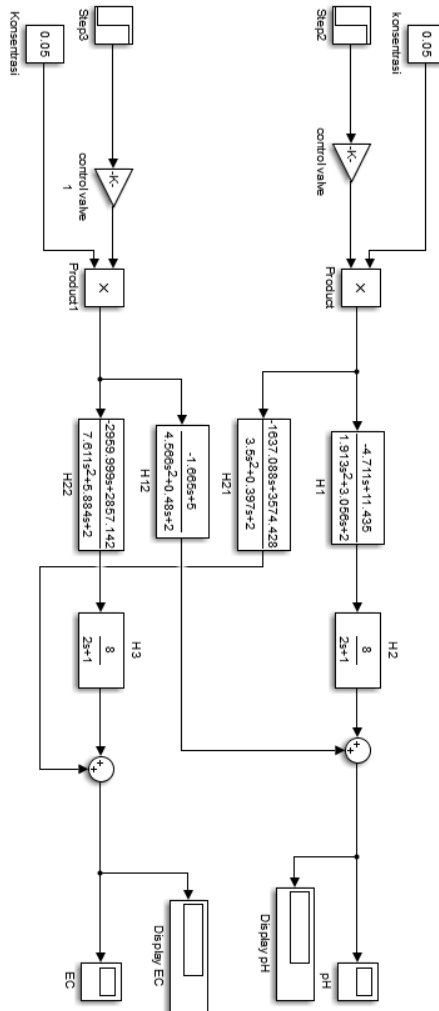 0.05
konsentrasi
Step2
-K-
control valve
×
Product
-4.711s+11.435
1.913s²+3.056s+2
H1
H2
8
2s+1
+
+
pH
Display pH
-1637.088s+3574.428
3.5s²+0.397s+2
H21
-1.665s+5
4.566s²+0.48s+2
H12
Step3
-K-
control valve
1
0.05
Konsentrasi
×
Product1
-2959.999s+2857.142
7.611s²+5.884s+2
H22
H3
8
2s+1
+
+
Display EC
EC